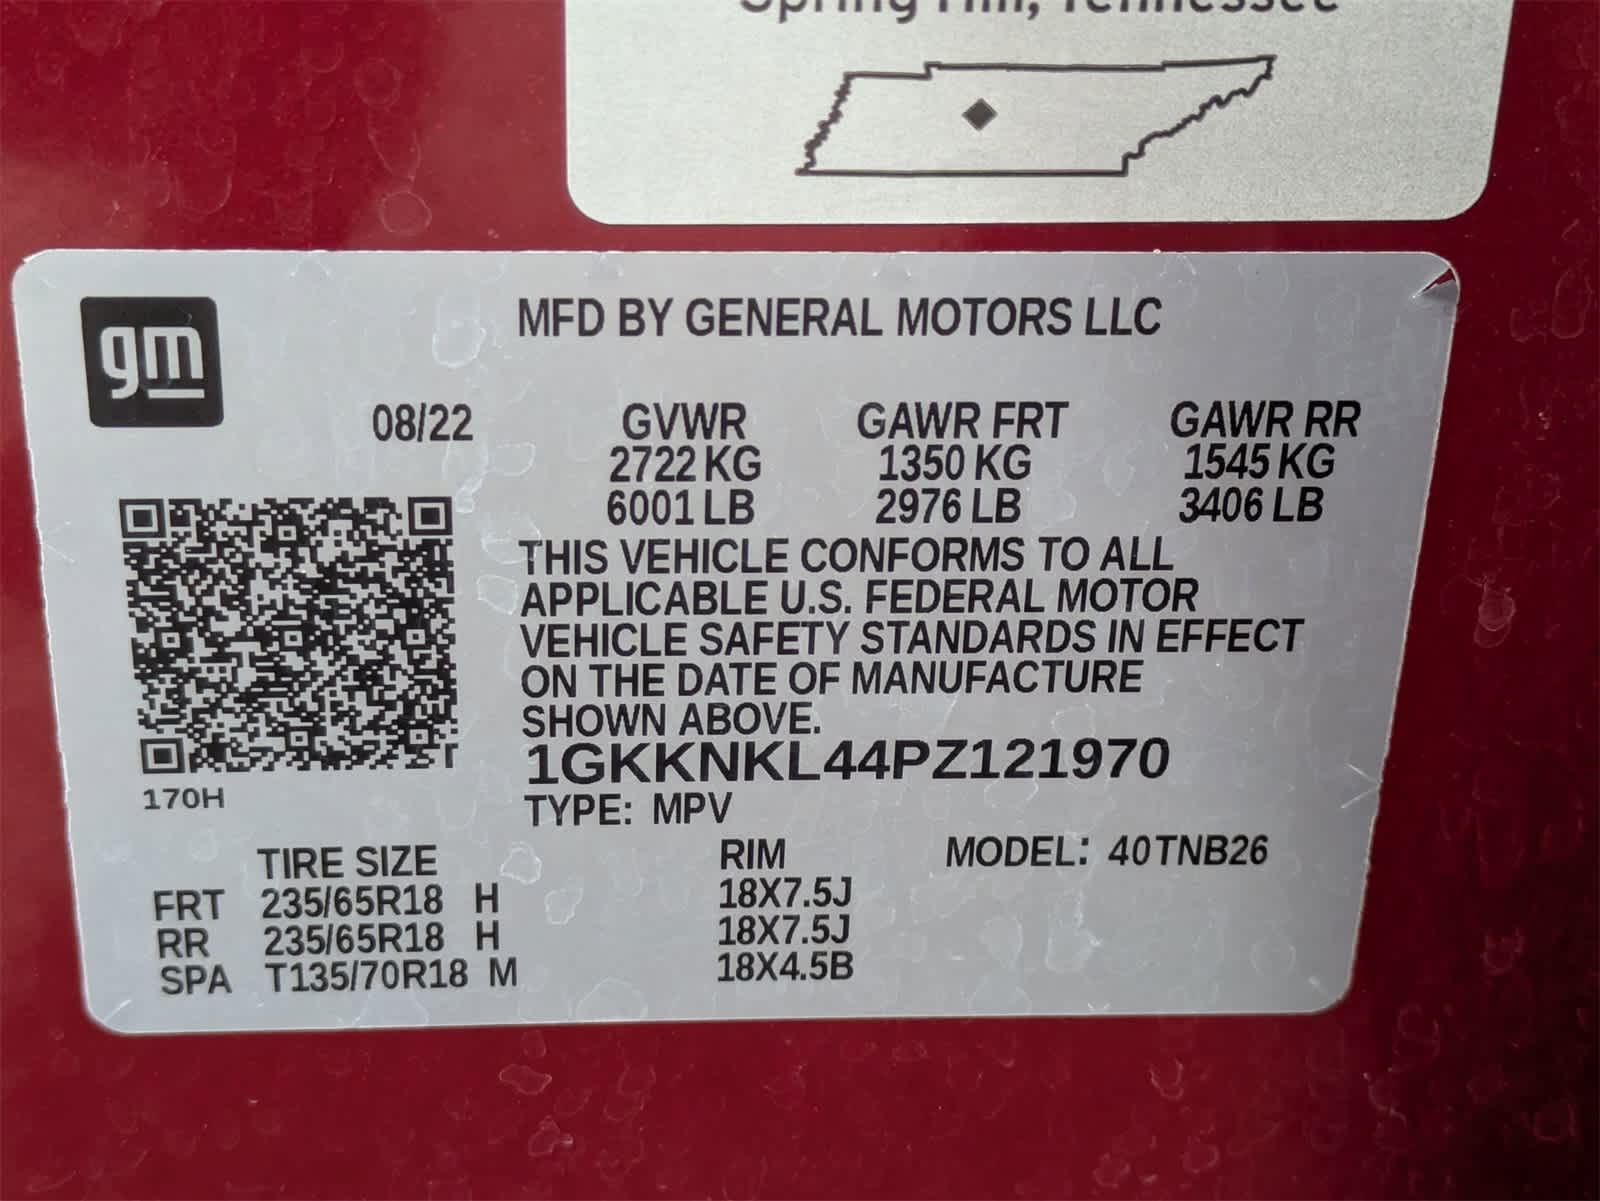 Spring Hill, Tennessee
gm
MFD BY GENERAL MOTORS LLC
08/22 GVWR GAWR FRT GAWR RR
2722 KG 1350 KG 1545 KG
6001 LB 2976 LB 3406 LB
THIS VEHICLE CONFORMS TO ALL
APPLICABLE U.S. FEDERAL MOTOR
VEHICLE SAFETY STANDARDS IN EFFECT
ON THE DATE OF MANUFACTURE
SHOWN ABOVE.
1GKKNKL44PZ121970
170H
TYPE: MPV
TIRE SIZE RIM MODEL: 40TNB26
FRT 235/65R18 H 18X7.5J
RR 235/65R18 H 18X7.5J
SPA T135/70R18 M 18X4.5B